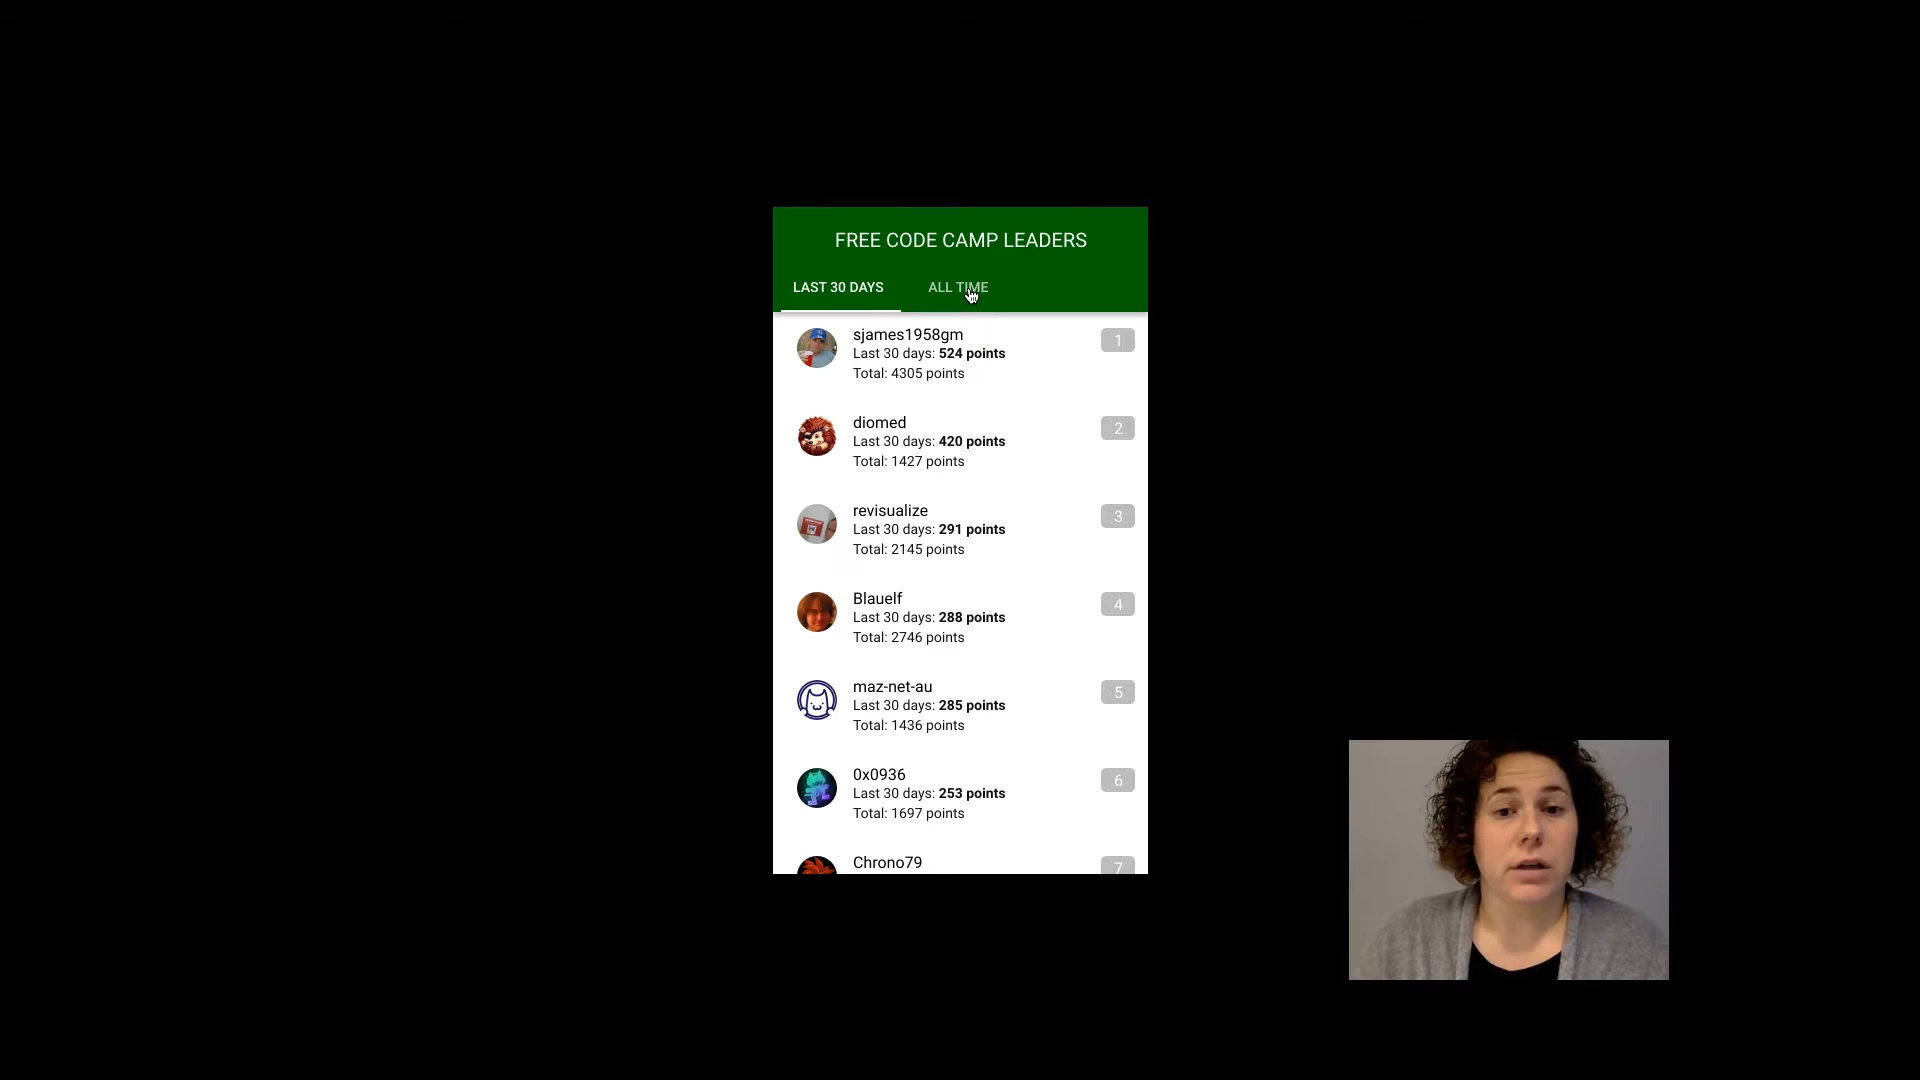 FREE CODE CAMP LEADERS
LAST 30 DAYS ALL TIME
sjames1958gm 1
Last 30 days: 524 points
Total: 4305 points
diomed 2
Last 30 days: 420 points
Total: 1427 points
revisualize 3
Last 30 days: 291 points
Total: 2145 points
Blauelf 4
Last 30 days: 288 points
Total: 2746 points
maz-net-au 5
Last 30 days: 285 points
Total: 1436 points
0x0936 6
Last 30 days: 253 points
Total: 1697 points
Chrono79 7